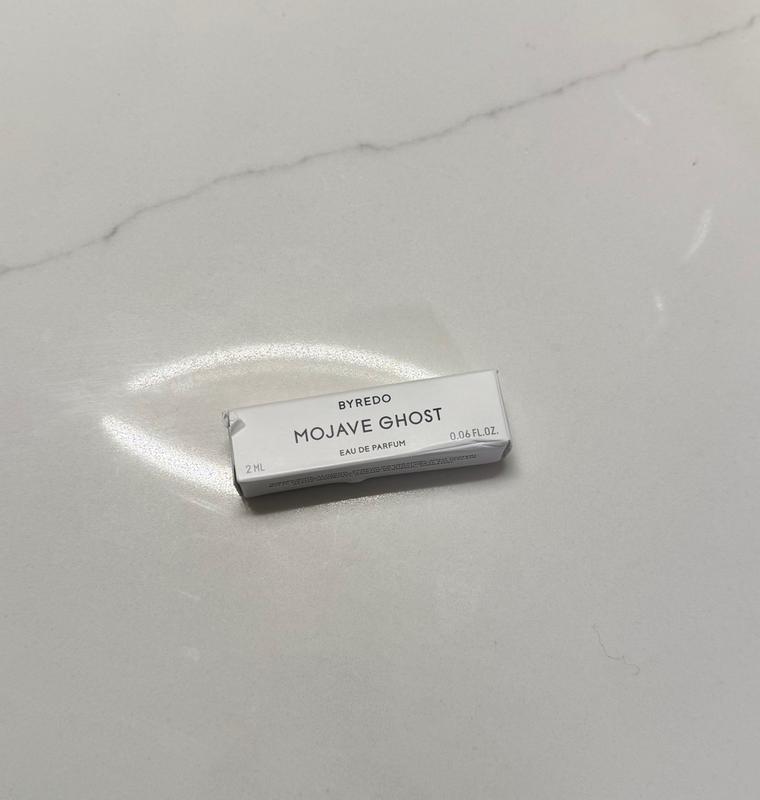 BYREDO
MOJAVE GHOST
EAU DE PARFUM
2 ML
0.06 FL.OZ.